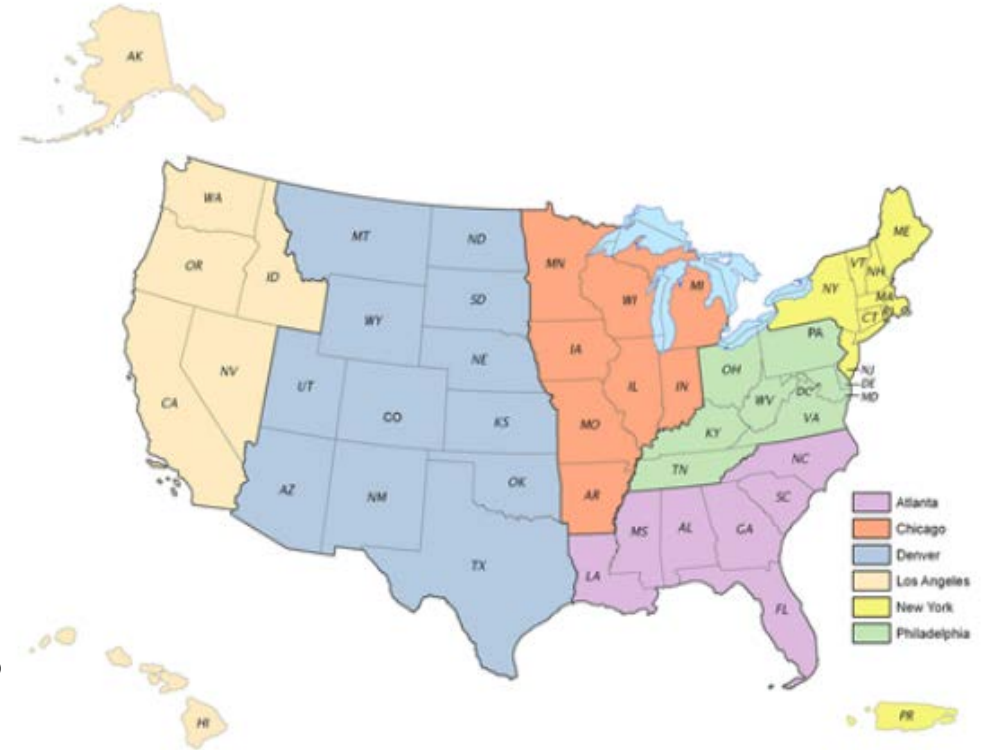 AK
WA
MT
ND
ME
OR
ID
MN
VT
NH
MI
NY
MA
SD
WI
WY
CT
PA
IA
NE
OH
NJ
NV
UT
IL
IN
DE
DC
MD
WV
CA
CO
KS
MO
VA
KY
NC
TN
OK
AZ
NM
AR
SC
MS
AL
GA
TX
LA
FL
Atlanta
Chicago
Denver
Los Angeles
New York
Philadelphia
HI
PR